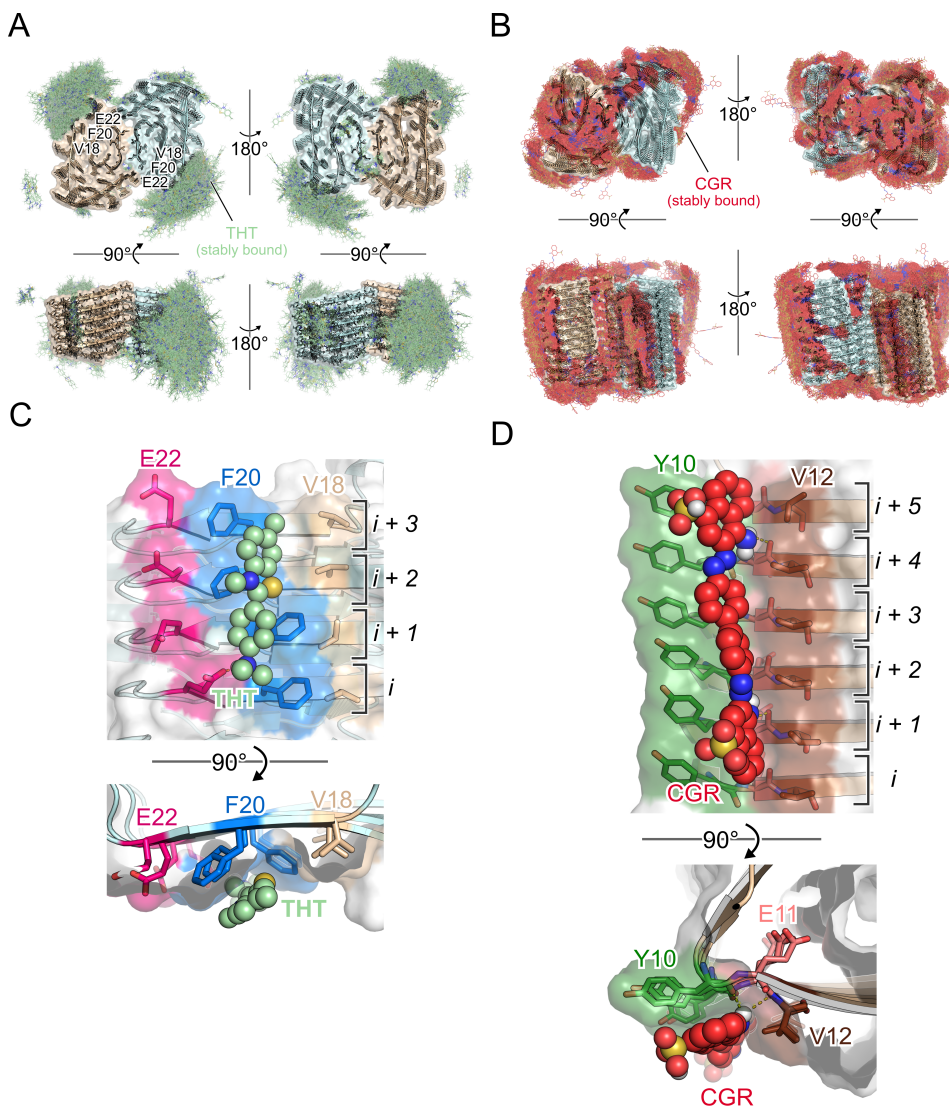 A
E22
F20
V18
V18
F20
E22
180°
THT
(stably bound)
90°
90°
180°
B
180°
CGR
(stably bound)
90°
90°
180°
C
E22
F20
V18
i + 3
i + 2
i + 1
i
THT
90°
E22
F20
V18
THT
D
Y10
V12
i + 5
i + 4
i + 3
i + 2
i + 1
i
CGR
90°
E11
Y10
V12
CGR